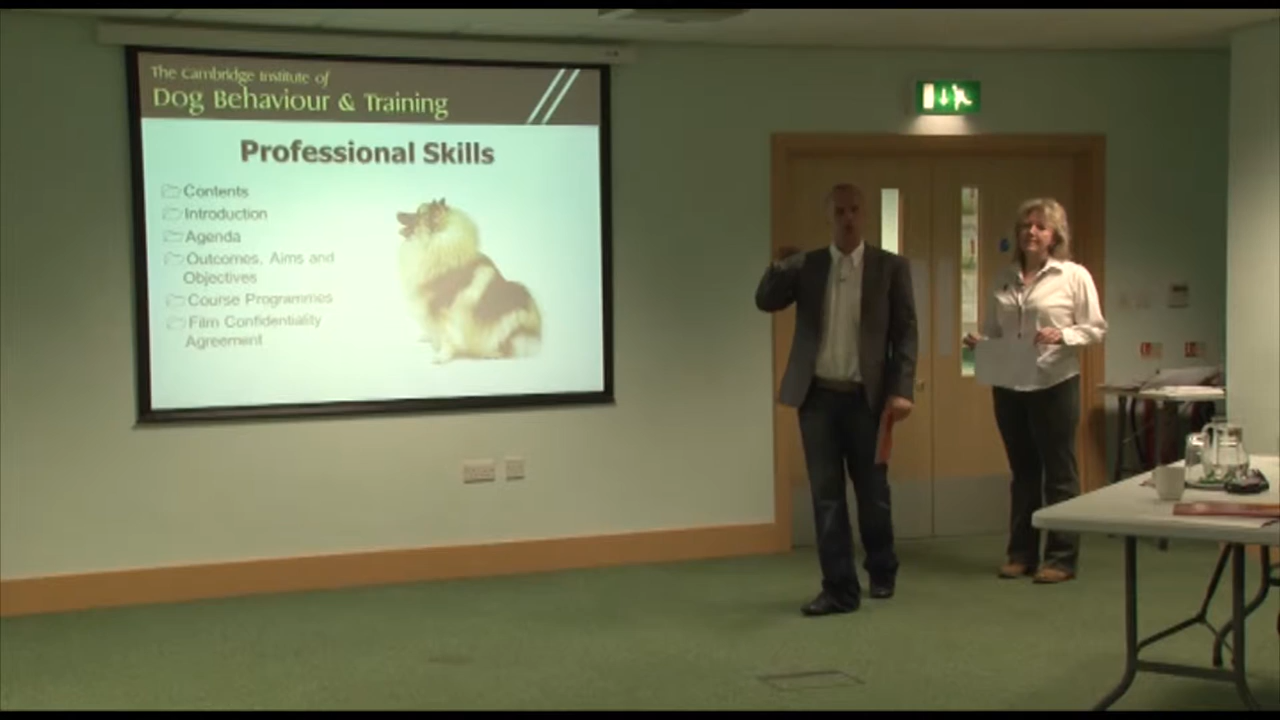 The Cambridge Institute of
Dog Behaviour & Training
Professional Skills
Contents
Introduction
Agenda
Outcomes, Aims and
Objectives
Course Programmes
Film Confidentiality
Agreement